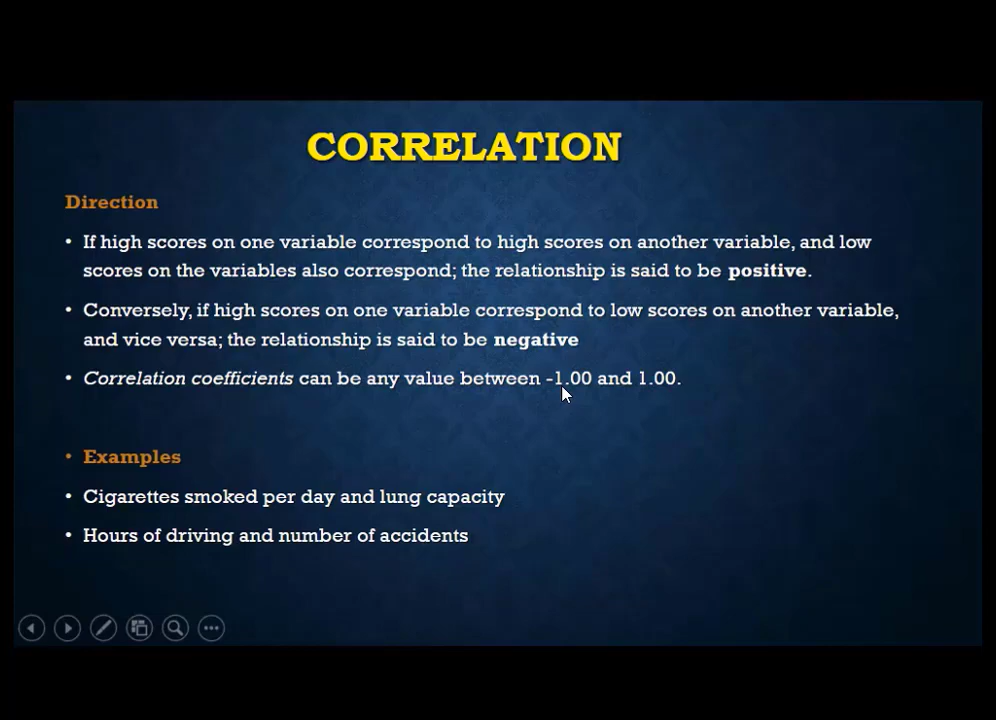 CORRELATION
Direction
• If high scores on one variable correspond to high scores on another variable, and low
scores on the variables also correspond; the relationship is said to be positive.
• Conversely, if high scores on one variable correspond to low scores on another variable,
and vice versa; the relationship is said to be negative
• Correlation coefficients can be any value between -1.00 and 1.00.
• Examples
• Cigarettes smoked per day and lung capacity
• Hours of driving and number of accidents